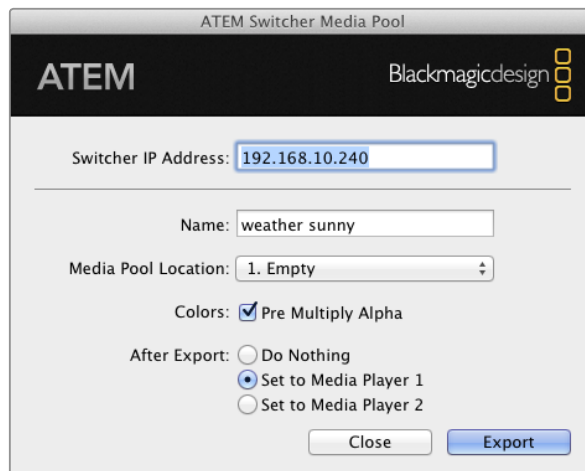 ATEM Switcher Media Pool
ATEM Blackmagicdesign
Switcher IP Address: 192.168.10.240
Name: weather sunny
Media Pool Location: 1. Empty
Colors: Pre Multiply Alpha
After Export: Do Nothing
Set to Media Player 1
Set to Media Player 2
Close Export